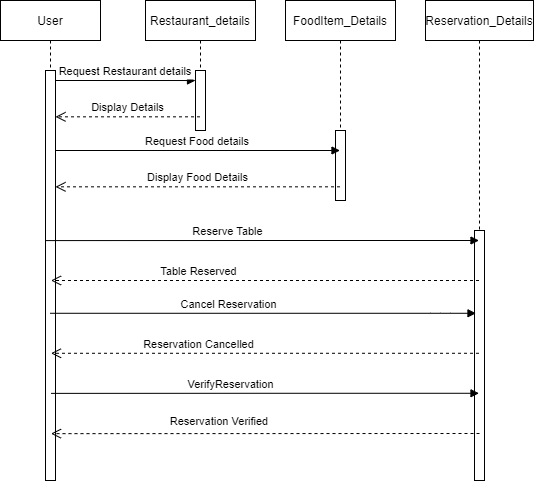 User
Restaurant_details
FoodItem_Details
Reservation_Details
Request Restaurant details
Display Details
Request Food details
Display Food Details
Reserve Table
Table Reserved
Cancel Reservation
Reservation Cancelled
VerifyReservation
Reservation Verified